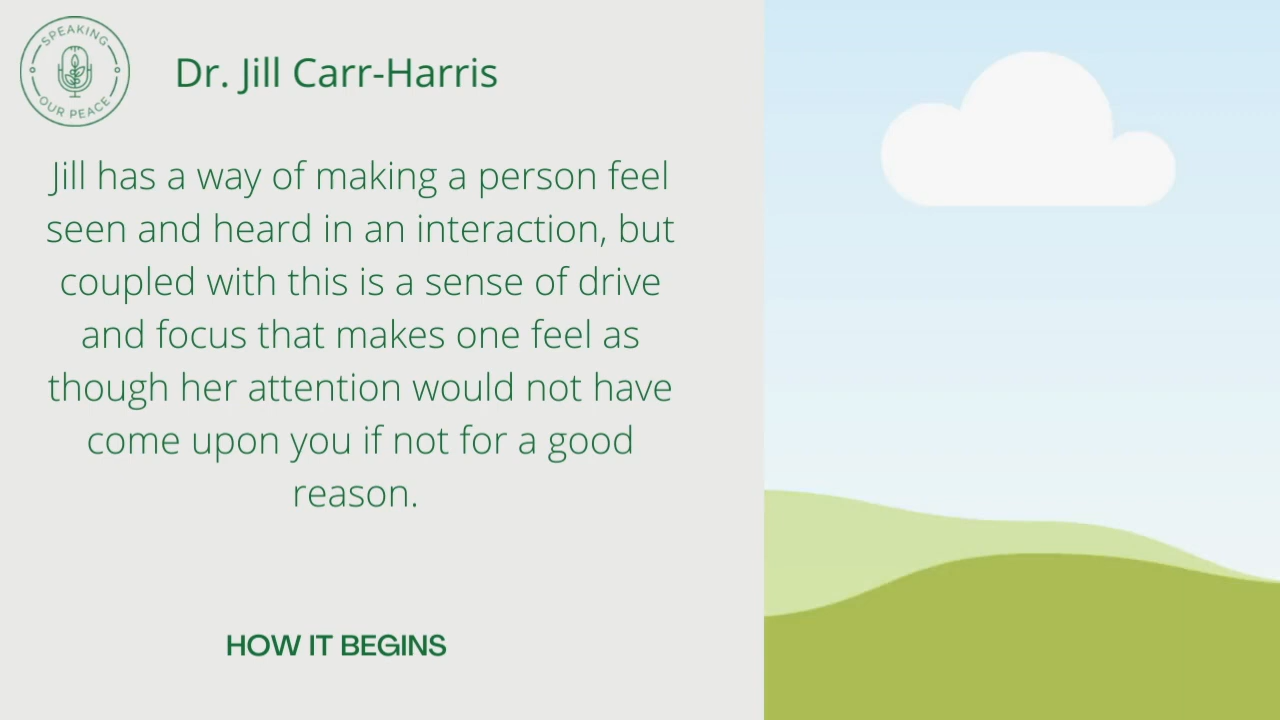 SPEAKING
OUR PEACE
Dr. Jill Carr-Harris
Jill has a way of making a person feel
seen and heard in an interaction, but
coupled with this is a sense of drive
and focus that makes one feel as
though her attention would not have
come upon you if not for a good
reason.
HOW IT BEGINS